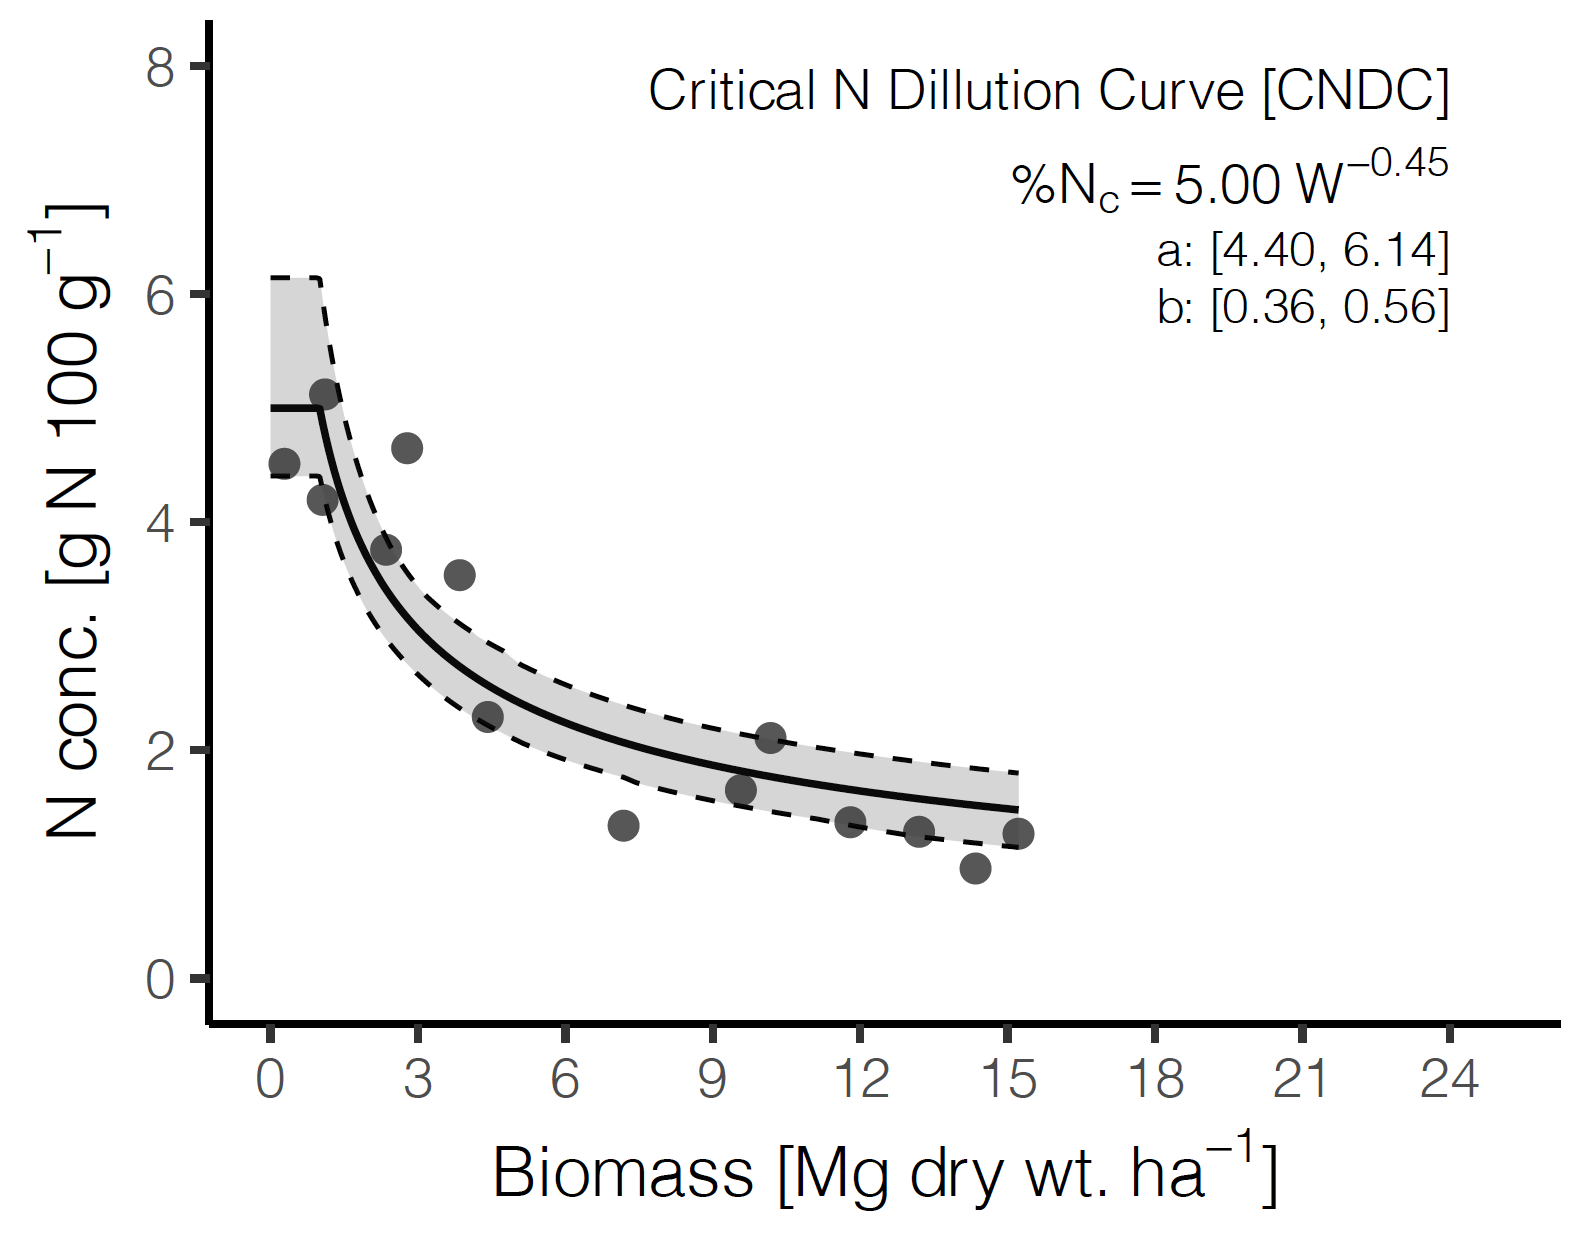 Critical N Dillution Curve [CNDC]
%Nc = 5.00 W−0.45
a: [4.40, 6.14]
b: [0.36, 0.56]
N conc. [g N 100 g−1]
8
6
4
2
0
0 3 6 9 12 15 18 21 24
Biomass [Mg dry wt. ha−1]